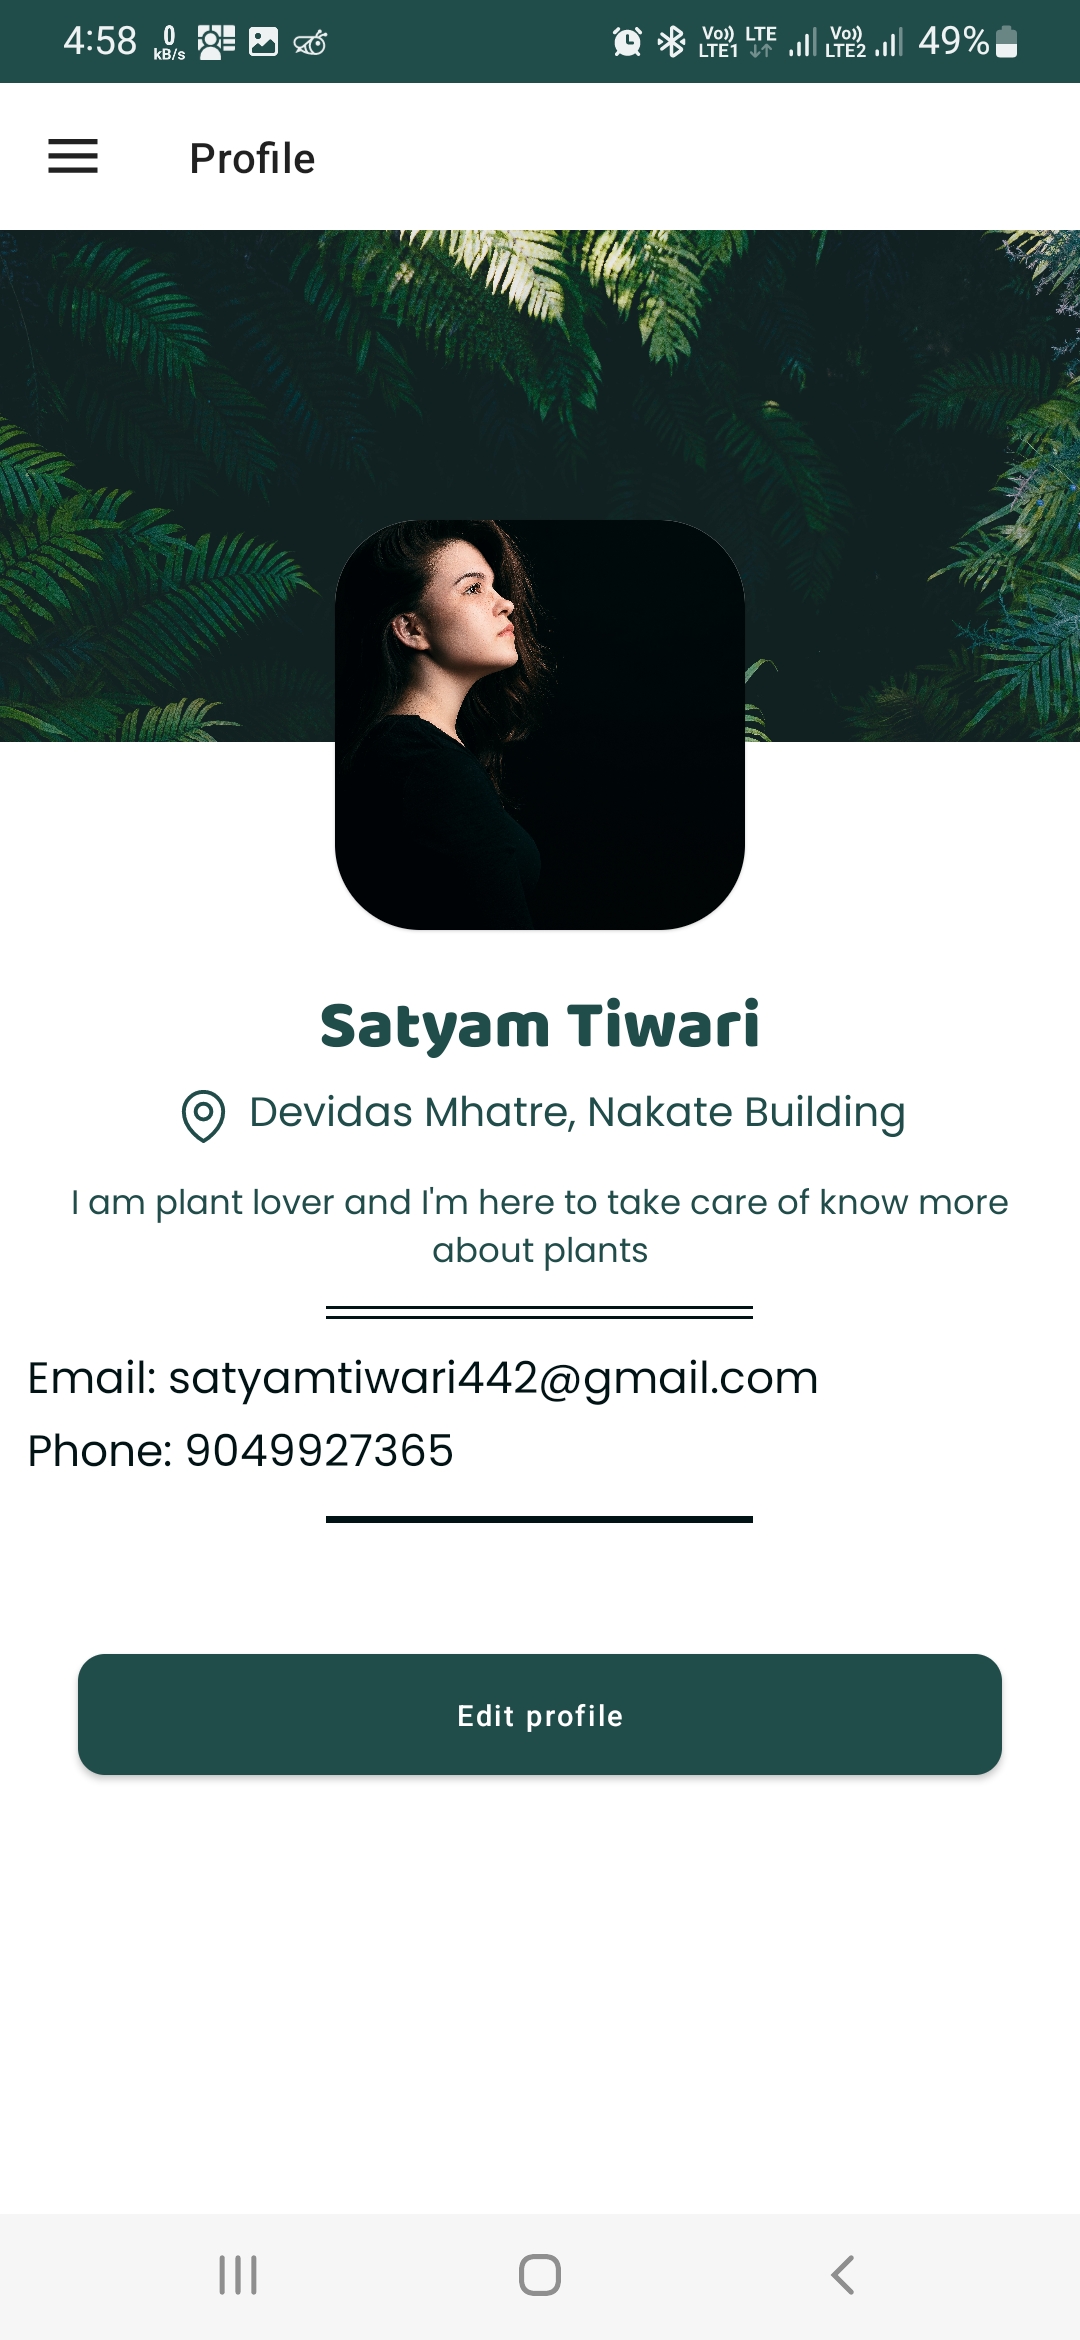 4:58 0 kB/s Vo)) LTE1 LTE Vo)) LTE2 49%
Profile
Satyam Tiwari
Devidas Mhatre, Nakate Building
I am plant lover and I'm here to take care of know more
about plants
Email: satyamtiwari442@gmail.com
Phone: 9049927365
Edit profile